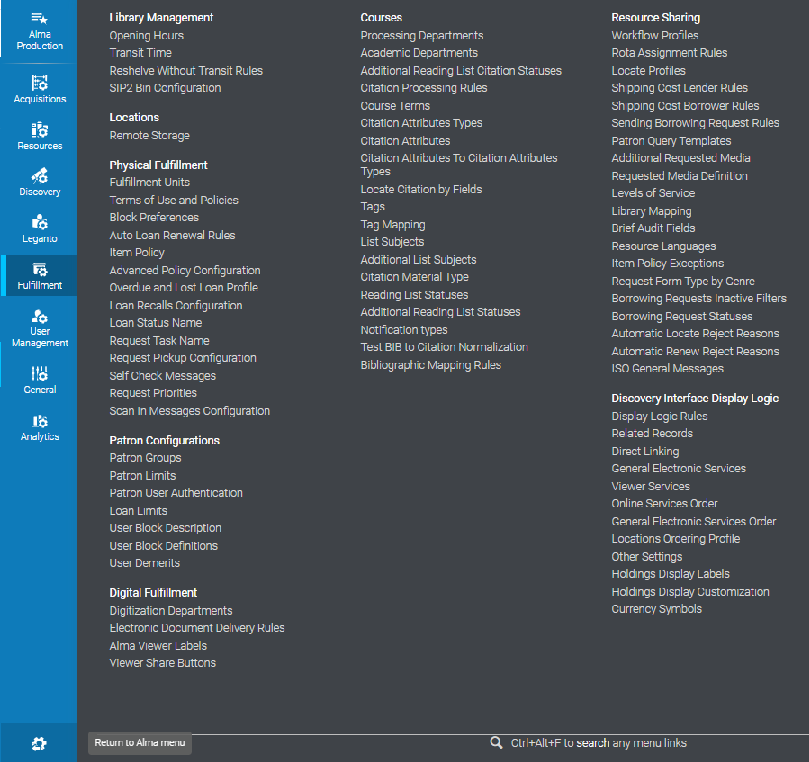 Alma
Production
Acquisitions
Resources
Discovery
Leganto
Fulfillment
User
Management
General
Analytics
Library Management
Opening Hours
Transit Time
Reshelve Without Transit Rules
SIP2 Bin Configuration
Locations
Remote Storage
Physical Fulfillment
Fulfillment Units
Terms of Use and Policies
Block Preferences
Auto Loan Renewal Rules
Item Policy
Advanced Policy Configuration
Overdue and Lost Loan Profile
Loan Recalls Configuration
Loan Status Name
Request Task Name
Request Pickup Configuration
Self Check Messages
Request Priorities
Scan In Messages Configuration
Patron Configurations
Patron Groups
Patron Limits
Patron User Authentication
Loan Limits
User Block Description
User Block Definitions
User Demerits
Digital Fulfillment
Digitization Departments
Electronic Document Delivery Rules
Alma Viewer Labels
Viewer Share Buttons
Courses
Processing Departments
Academic Departments
Additional Reading List Citation Statuses
Citation Processing Rules
Course Terms
Citation Attributes Types
Citation Attributes
Citation Attributes To Citation Attributes
Types
Locate Citation by Fields
Tags
Tag Mapping
List Subjects
Additional List Subjects
Citation Material Type
Reading List Statuses
Additional Reading List Statuses
Notification types
Test BIB to Citation Normalization
Bibliographic Mapping Rules
Resource Sharing
Workflow Profiles
Rota Assignment Rules
Locate Profiles
Shipping Cost Lender Rules
Shipping Cost Borrower Rules
Sending Borrowing Request Rules
Patron Query Templates
Additional Requested Media
Requested Media Definition
Levels of Service
Library Mapping
Brief Audit Fields
Resource Languages
Item Policy Exceptions
Request Form Type by Genre
Borrowing Requests Inactive Filters
Borrowing Request Statuses
Automatic Locate Reject Reasons
Automatic Renew Reject Reasons
ISO General Messages
Discovery Interface Display Logic
Display Logic Rules
Related Records
Direct Linking
General Electronic Services
Viewer Services
Online Services Order
General Electronic Services Order
Locations Ordering Profile
Other Settings
Holdings Display Labels
Holdings Display Customization
Currency Symbols
Return to Alma menu
Ctrl+Alt+F to search any menu links